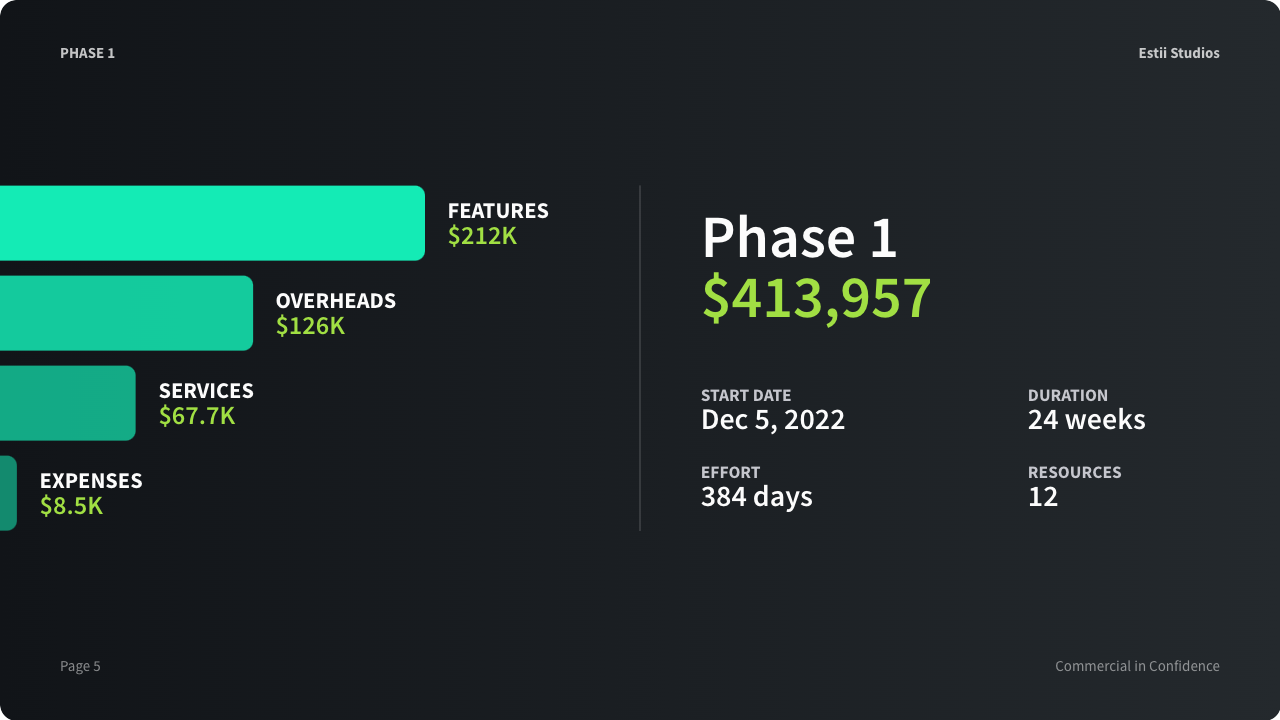 PHASE 1
Estii Studios
FEATURES
$212K
OVERHEADS
$126K
SERVICES
$67.7K
EXPENSES
$8.5K
Phase 1
$413,957
START DATE
Dec 5, 2022
DURATION
24 weeks
EFFORT
384 days
RESOURCES
12
Page 5
Commercial in Confidence